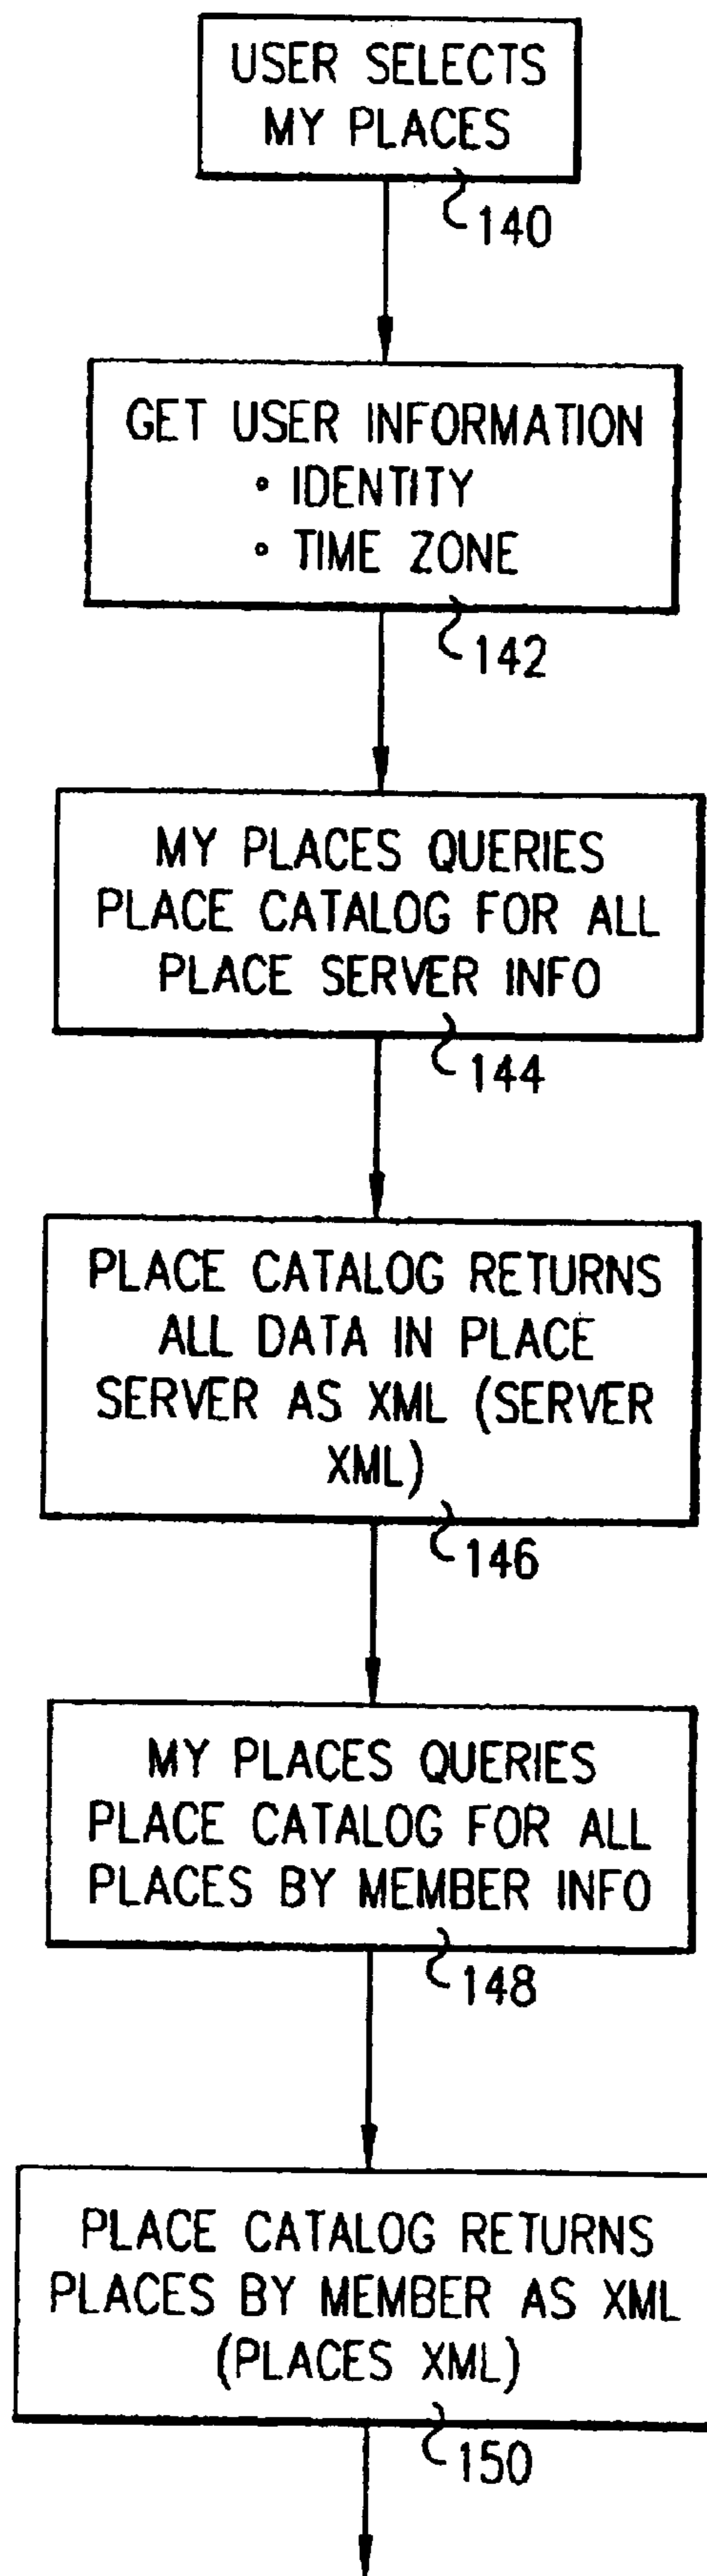 USER SELECTS
MY PLACES
140
GET USER INFORMATION
• IDENTITY
• TIME ZONE
142
MY PLACES QUERIES
PLACE CATALOG FOR ALL
PLACE SERVER INFO
144
PLACE CATALOG RETURNS
ALL DATA IN PLACE
SERVER AS XML (SERVER
XML)
146
MY PLACES QUERIES
PLACE CATALOG FOR ALL
PLACES BY MEMBER INFO
148
PLACE CATALOG RETURNS
PLACES BY MEMBER AS XML
(PLACES XML)
150